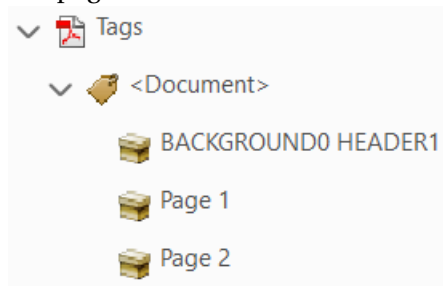 Tags
<Document>
BACKGROUND0 HEADER1
Page 1
Page 2